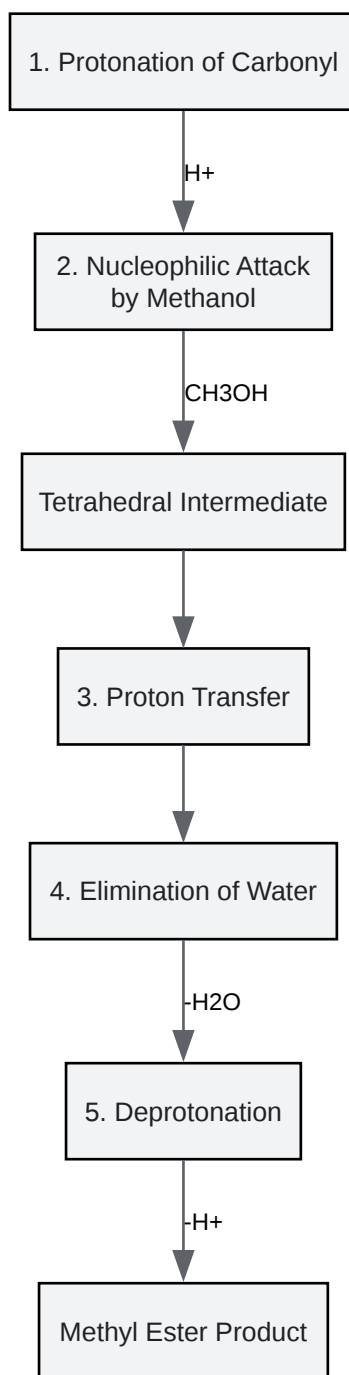 1. Protonation of Carbonyl
H+
2. Nucleophilic Attack
by Methanol
CH3OH
Tetrahedral Intermediate
3. Proton Transfer
4. Elimination of Water
-H2O
5. Deprotonation
-H+
Methyl Ester Product